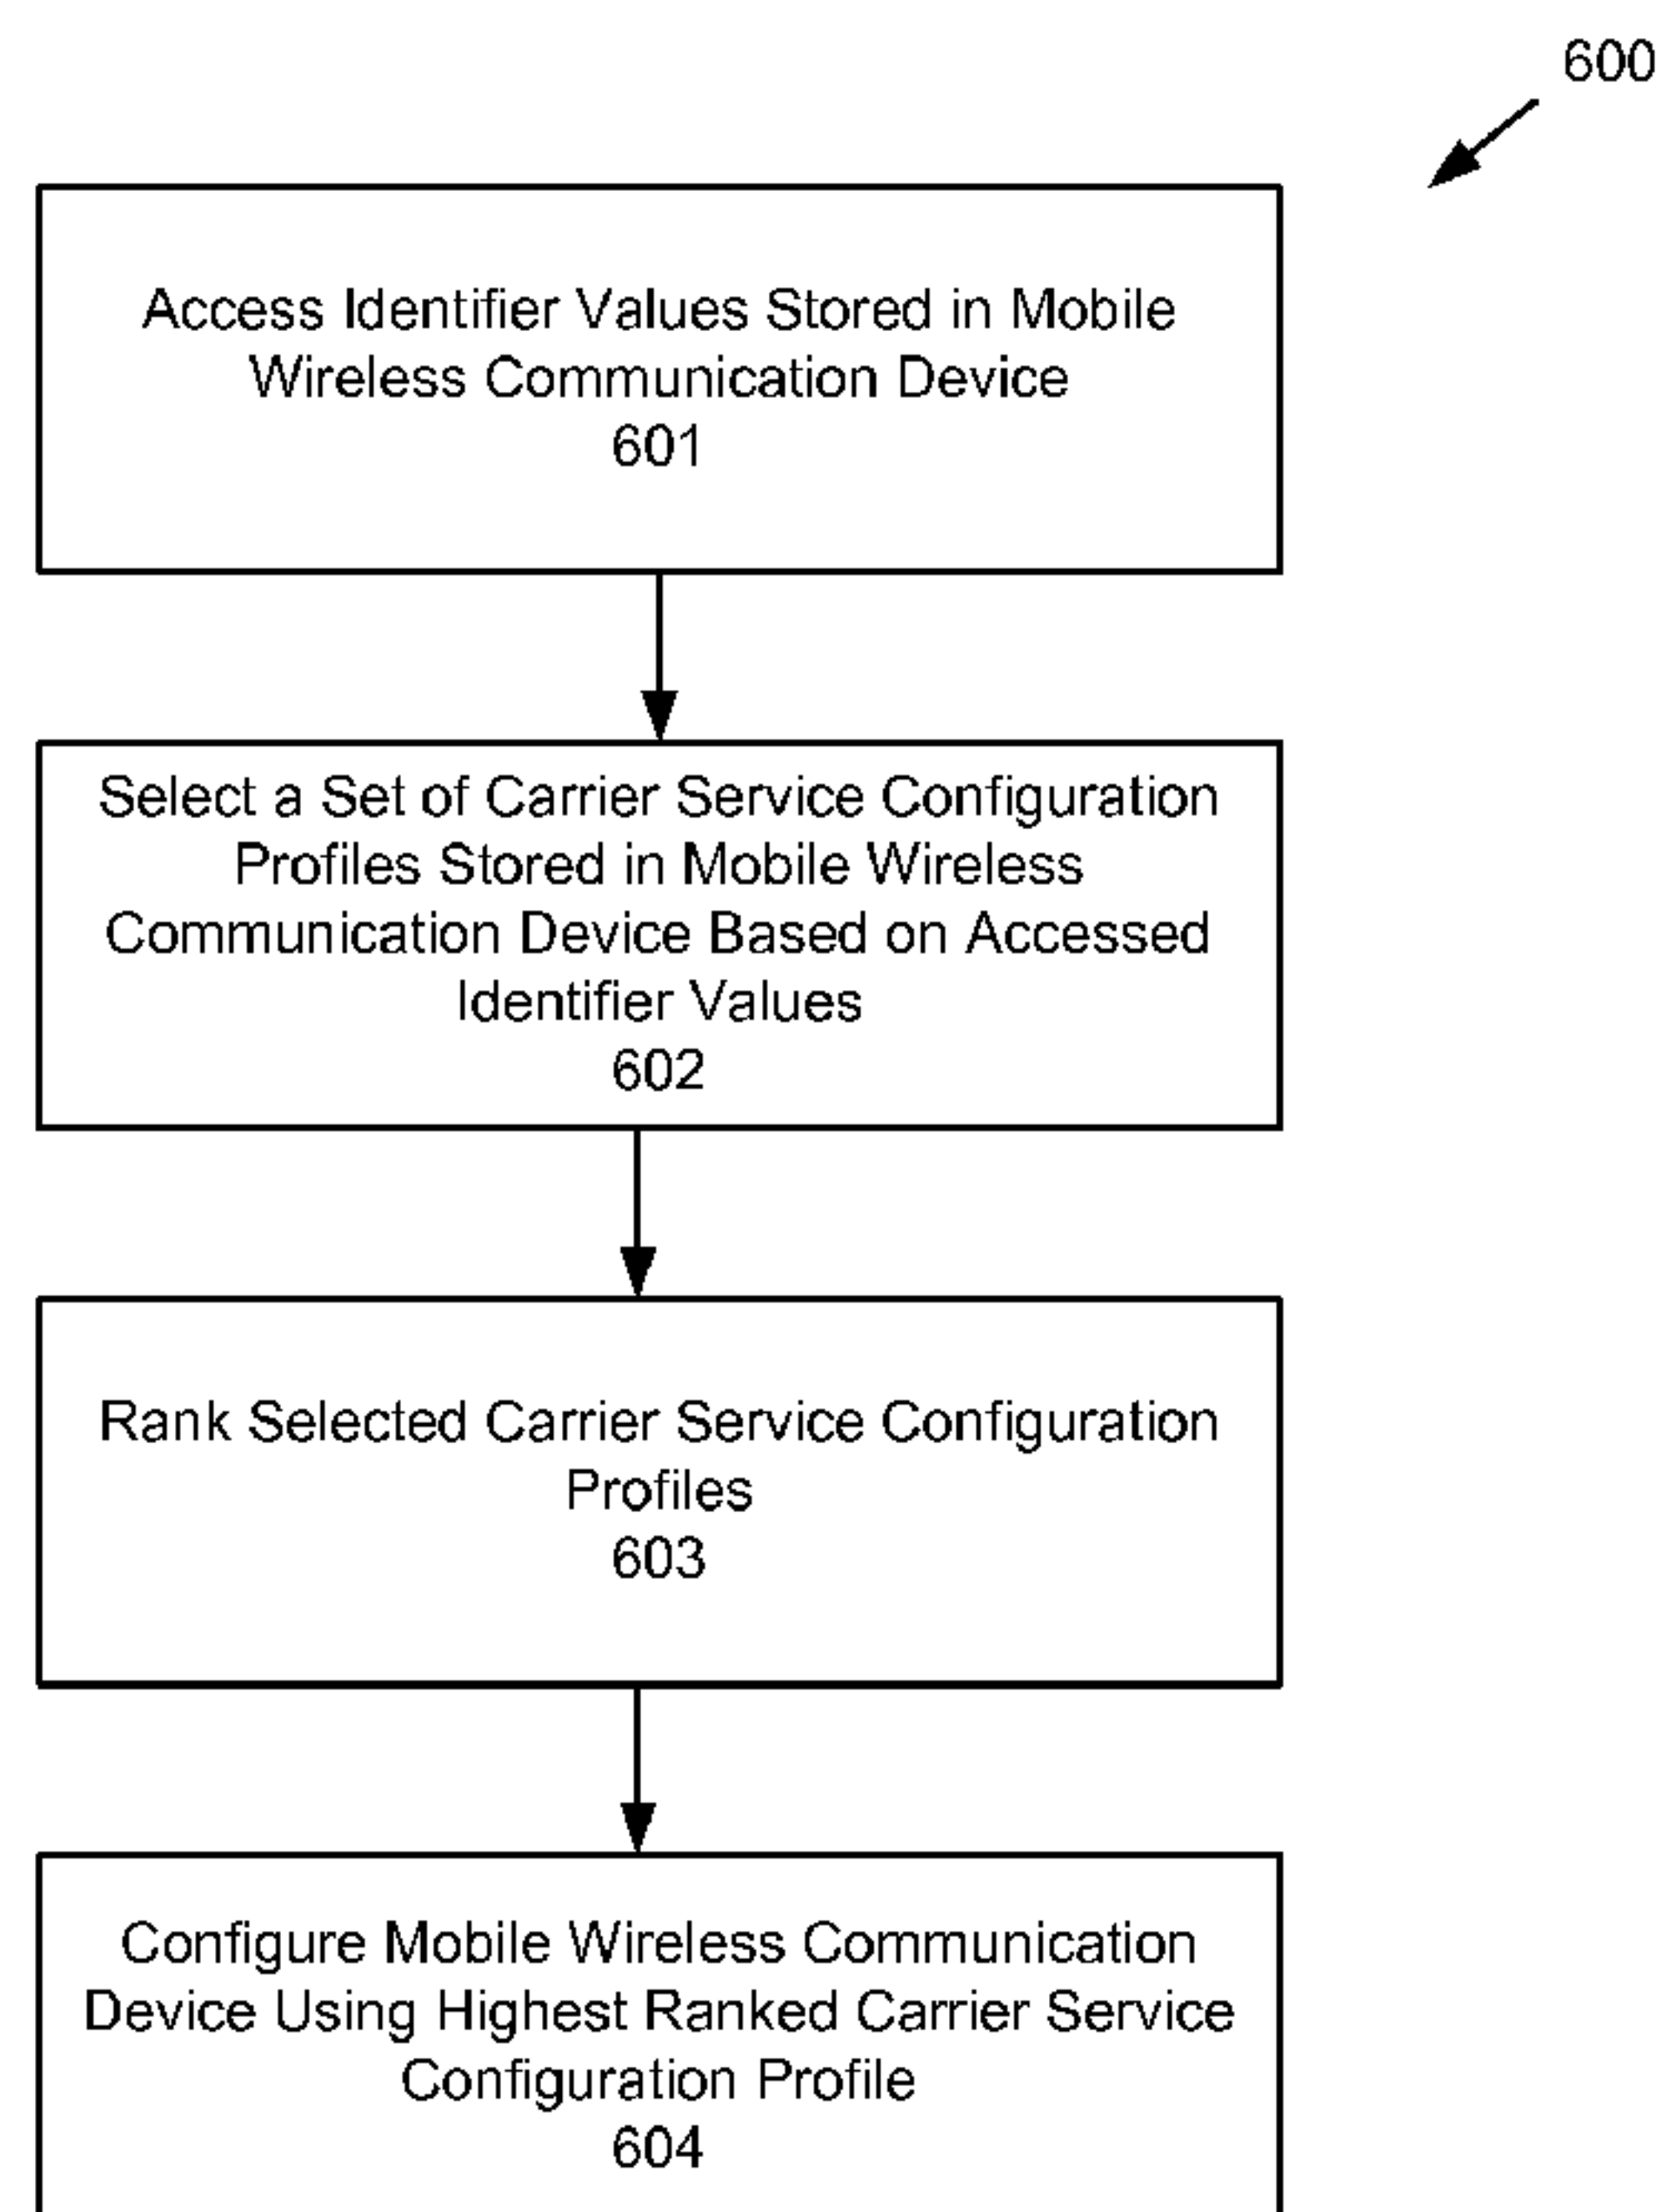 600
Access Identifier Values Stored in Mobile
Wireless Communication Device
601
Select a Set of Carrier Service Configuration
Profiles Stored in Mobile Wireless
Communication Device Based on Accessed
Identifier Values
602
Rank Selected Carrier Service Configuration
Profiles
603
Configure Mobile Wireless Communication
Device Using Highest Ranked Carrier Service
Configuration Profile
604